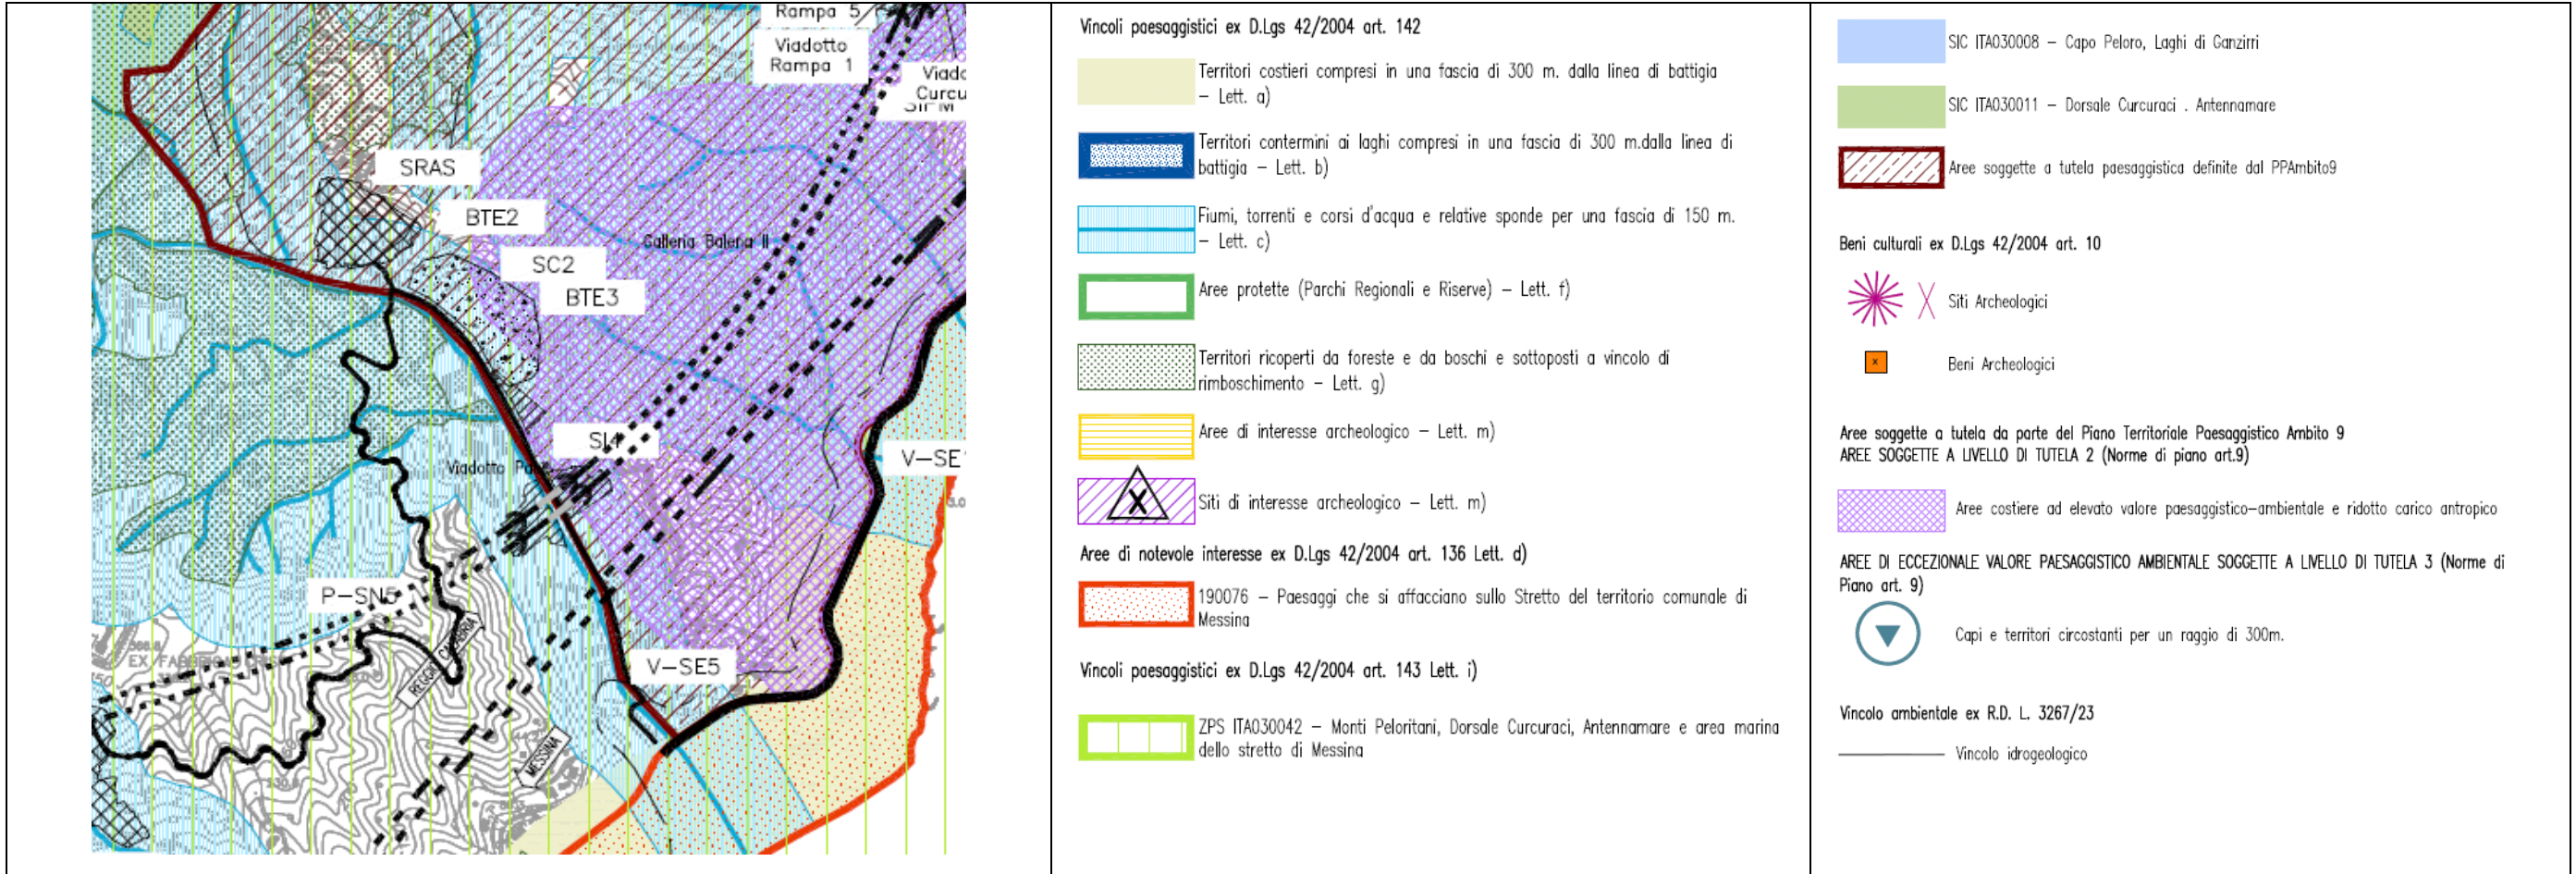 Rampa 5
Viadotto
Rampa 1
Viado
Curcu
SRAS
BTE2
Galleria Balena II
SC2
BTE3
SI4
Viadotto
V-SE
P-SN5
EX FABBRICA
REGGIO CALABRIA
V-SE5
MESSINA
Vincoli paesaggistici ex D.Lgs 42/2004 art. 142
Territori costieri compresi in una fascia di 300 m. dalla linea di battigia
– Lett. a)
Territori contermini ai laghi compresi in una fascia di 300 m.dalla linea di
battigia – Lett. b)
Fiumi, torrenti e corsi d'acqua e relative sponde per una fascia di 150 m.
– Lett. c)
Aree protette (Parchi Regionali e Riserve) – Lett. f)
Territori ricoperti da foreste e da boschi e sottoposti a vincolo di
rimboschimento – Lett. g)
Aree di interesse archeologico – Lett. m)
X
Siti di interesse archeologico – Lett. m)
Aree di notevole interesse ex D.Lgs 42/2004 art. 136 Lett. d)
190076 – Paesaggi che si affacciano sullo Stretto del territorio comunale di
Messina
Vincoli paesaggistici ex D.Lgs 42/2004 art. 143 Lett. i)
ZPS ITA030042 – Monti Peloritani, Dorsale Curcuraci, Antennamare e area marina
dello stretto di Messina
SIC ITA030008 – Capo Peloro, Laghi di Ganzirri
SIC ITA030011 – Dorsale Curcuraci . Antennamare
Aree soggette a tutela paesaggistica definite dal PPAmbito9
Beni culturali ex D.Lgs 42/2004 art. 10
Siti Archeologici
x
Beni Archeologici
Aree soggette a tutela da parte del Piano Territoriale Paesaggistico Ambito 9
AREE SOGGETTE A LIVELLO DI TUTELA 2 (Norme di piano art.9)
Aree costiere ad elevato valore paesaggistico-ambientale e ridotto carico antropico
AREE DI ECCEZIONALE VALORE PAESAGGISTICO AMBIENTALE SOGGETTE A LIVELLO DI TUTELA 3 (Norme di
Piano art. 9)
Capi e territori circostanti per un raggio di 300m.
Vincolo ambientale ex R.D. L. 3267/23
Vincolo idrogeologico